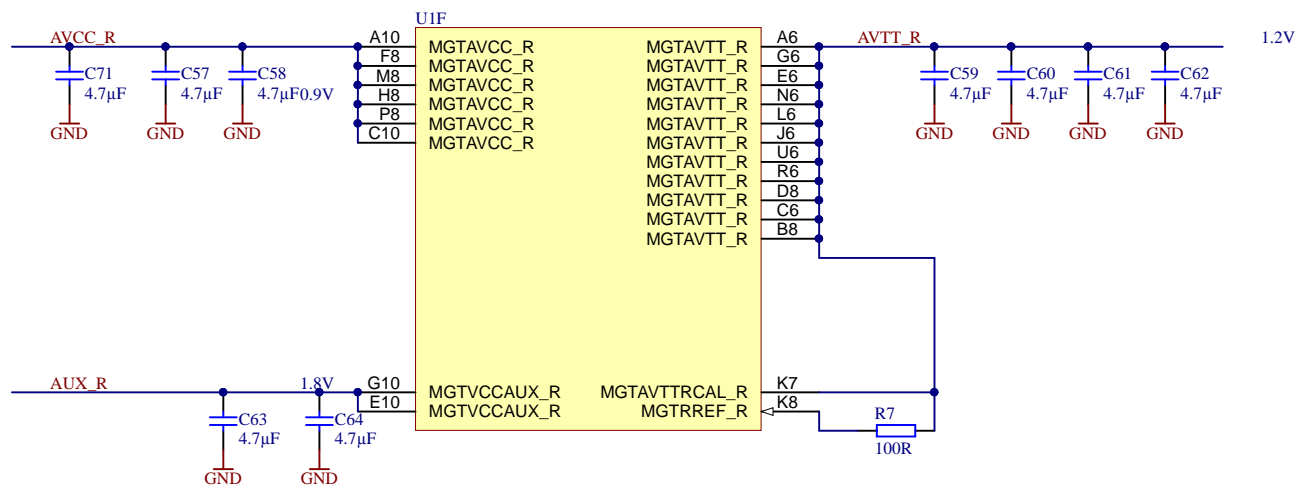 U1F
AVCC_R
A10
MGTAVCC_R
MGTAVTT_R
A6
AVTT_R
1.2V
F8
MGTAVCC_R
MGTAVTT_R
G6
C71
4.7µF
C57
4.7µF
C58
4.7µF
0.9V
M8
MGTAVCC_R
MGTAVTT_R
E6
C59
4.7µF
C60
4.7µF
C61
4.7µF
C62
4.7µF
H8
MGTAVCC_R
MGTAVTT_R
N6
P8
MGTAVCC_R
MGTAVTT_R
L6
GND
GND
GND
C10
MGTAVCC_R
MGTAVTT_R
J6
GND
GND
GND
GND
MGTAVTT_R
U6
MGTAVTT_R
R6
MGTAVTT_R
D8
MGTAVTT_R
C6
MGTAVTT_R
B8
AUX_R
1.8V
G10
MGTVCCAUX_R
MGTAVTTRCAL_R
K7
E10
MGTVCCAUX_R
MGTRREF_R
K8
C63
4.7µF
C64
4.7µF
R7
100R
GND
GND